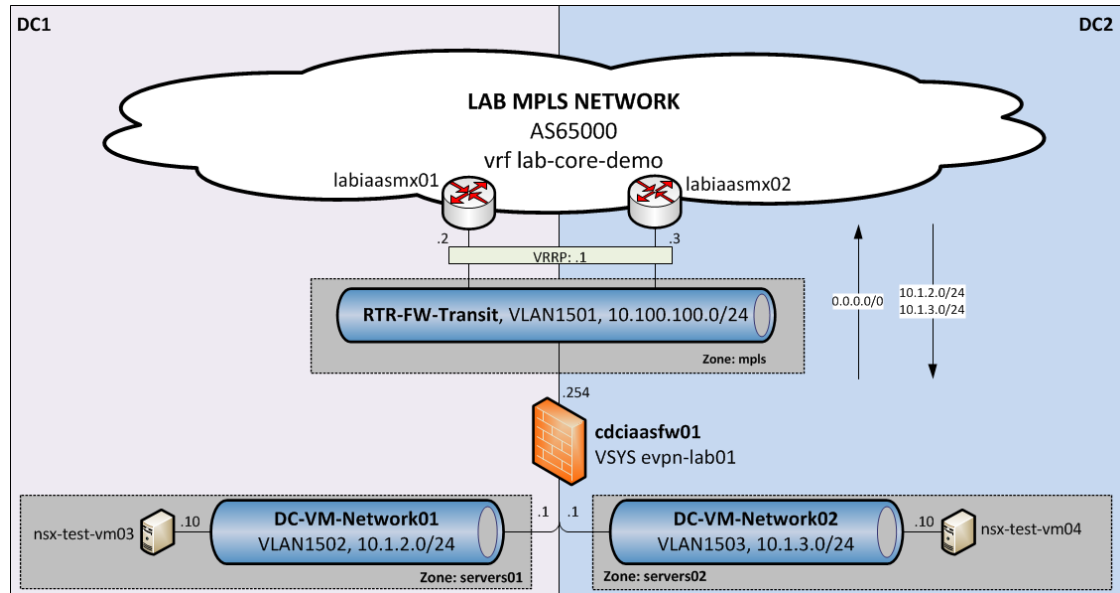 DC1
DC2
LAB MPLS NETWORK
AS65000
vrf lab-core-demo
labiaasmx01
labiaasmx02
.2
.3
VRRP: .1
RTR-FW-Transit, VLAN1501, 10.100.100.0/24
Zone: mpls
0.0.0.0/0
10.1.2.0/24
10.1.3.0/24
.254
cdciaasfw01
VSYS evpn-lab01
nsx-test-vm03
.10
DC-VM-Network01
VLAN1502, 10.1.2.0/24
.1
Zone: servers01
.1
DC-VM-Network02
VLAN1503, 10.1.3.0/24
.10
nsx-test-vm04
Zone: servers02